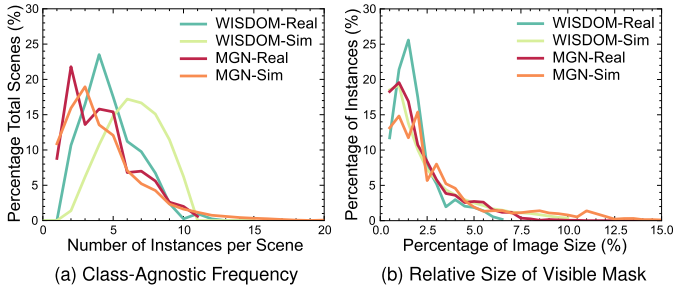 30
25
20
15
10
5
0
0 5 10 15 20
Percentage Total Scenes (%)
Number of Instances per Scene
WISDOM-Real
WISDOM-Sim
MGN-Real
MGN-Sim
(a) Class-Agnostic Frequency
30
25
20
15
10
5
0
0.0 2.5 5.0 7.5 10.0 12.5 15.0
Percentage of Instances (%)
Percentage of Image Size (%)
WISDOM-Real
WISDOM-Sim
MGN-Real
MGN-Sim
(b) Relative Size of Visible Mask